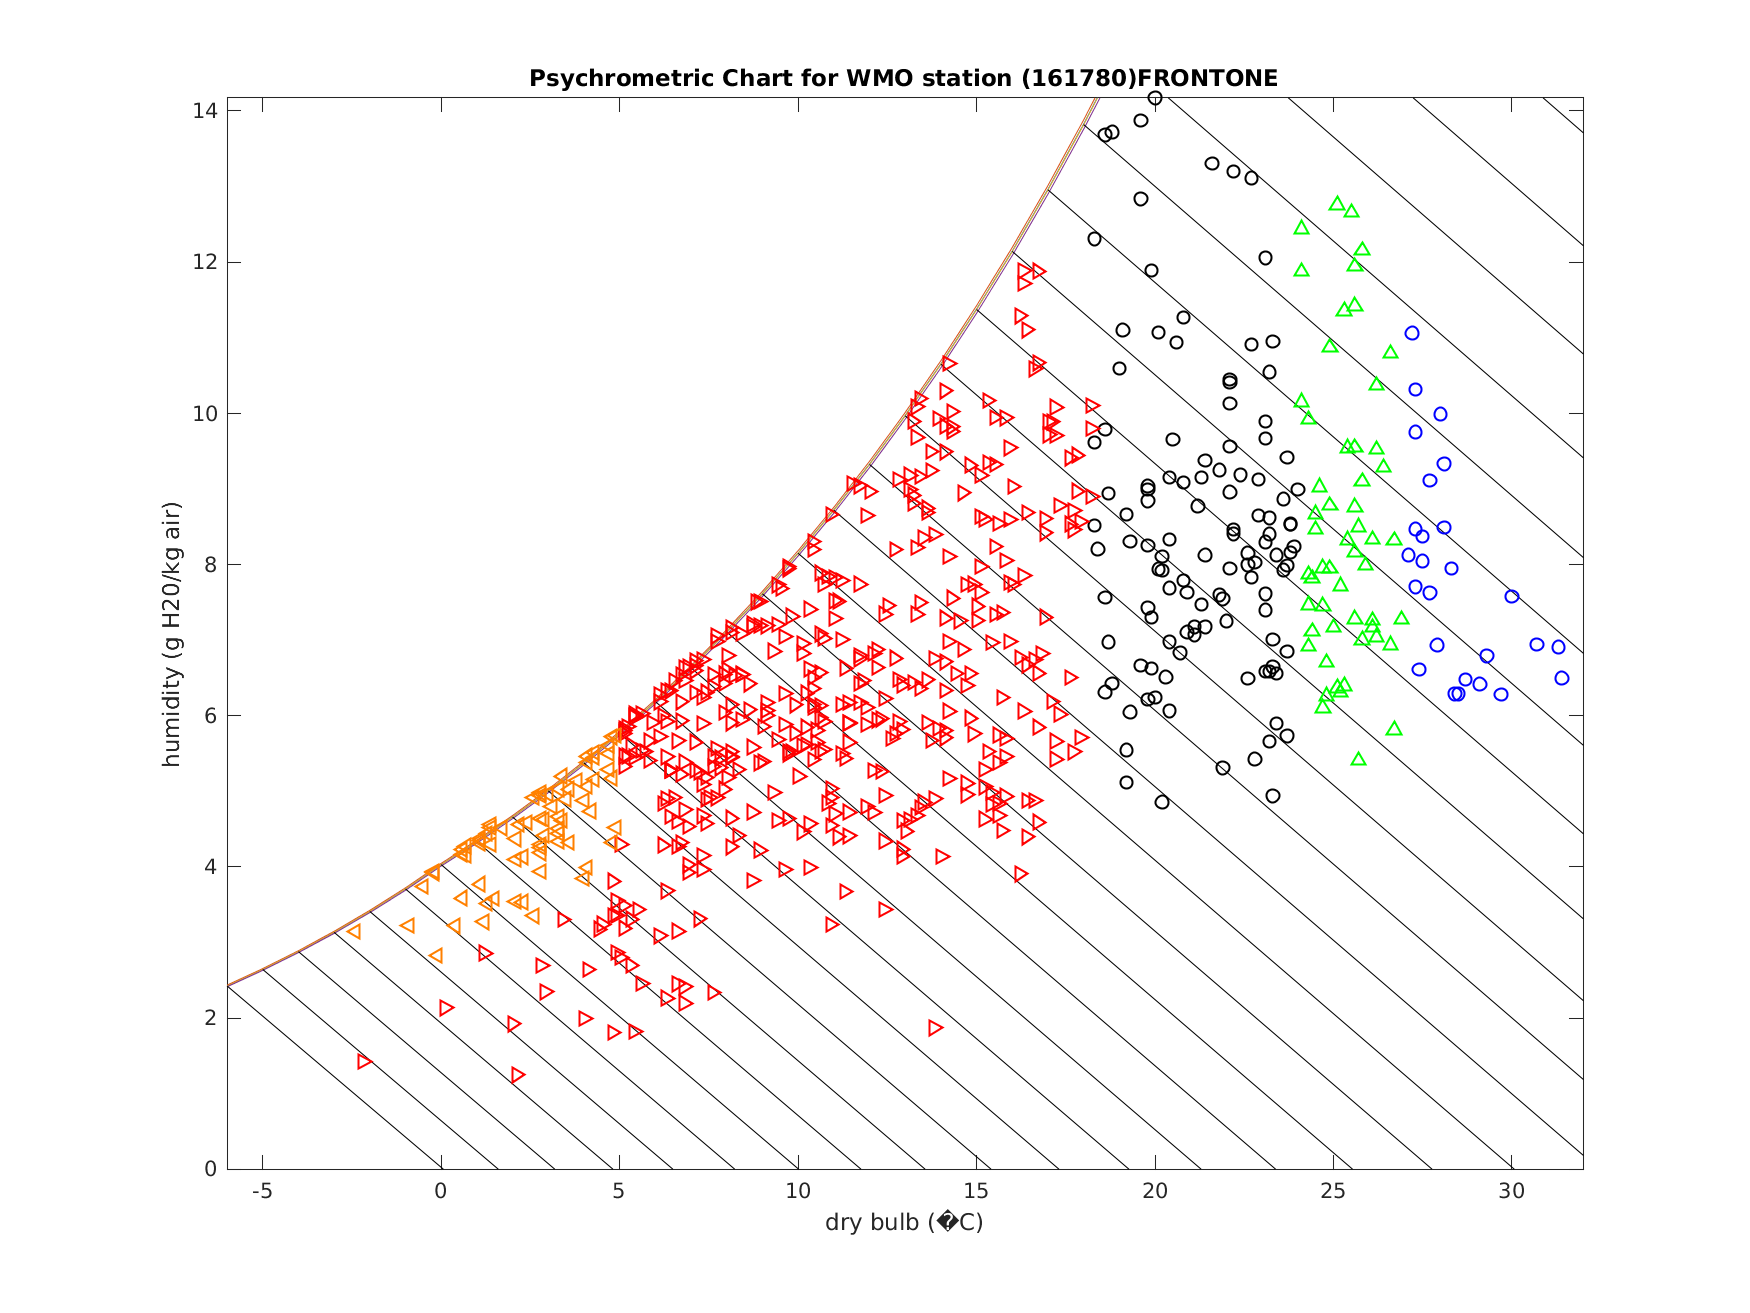 Psychrometric Chart for WMO station (161780)FRONTONE
14
12
10
8
6
4
2
0
humidity (g H20/kg air)
-5 0 5 10 15 20 25 30
dry bulb (�C)